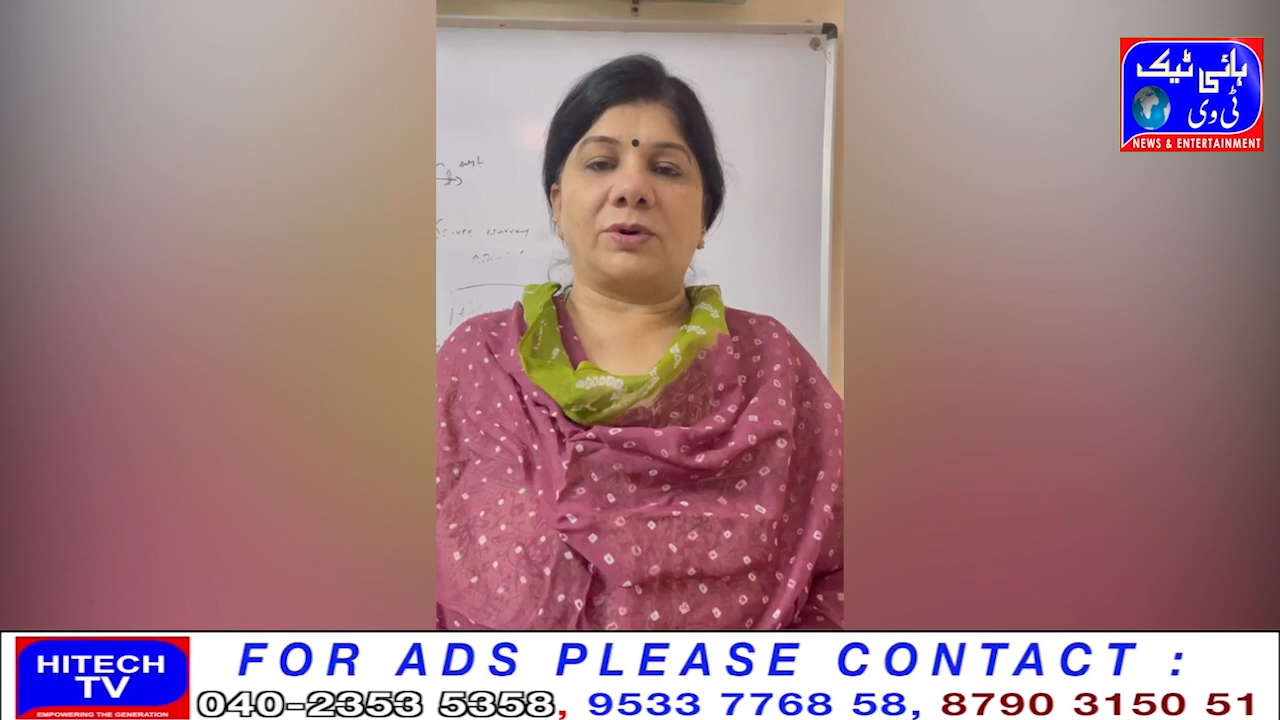 ہائی ٹیک
ٹی وی
NEWS & ENTERTAINMENT
HITECH
TV
EMPOWERING THE GENERATION
FOR ADS PLEASE CONTACT :
040-2353 5358, 9533 7768 58, 8790 3150 51